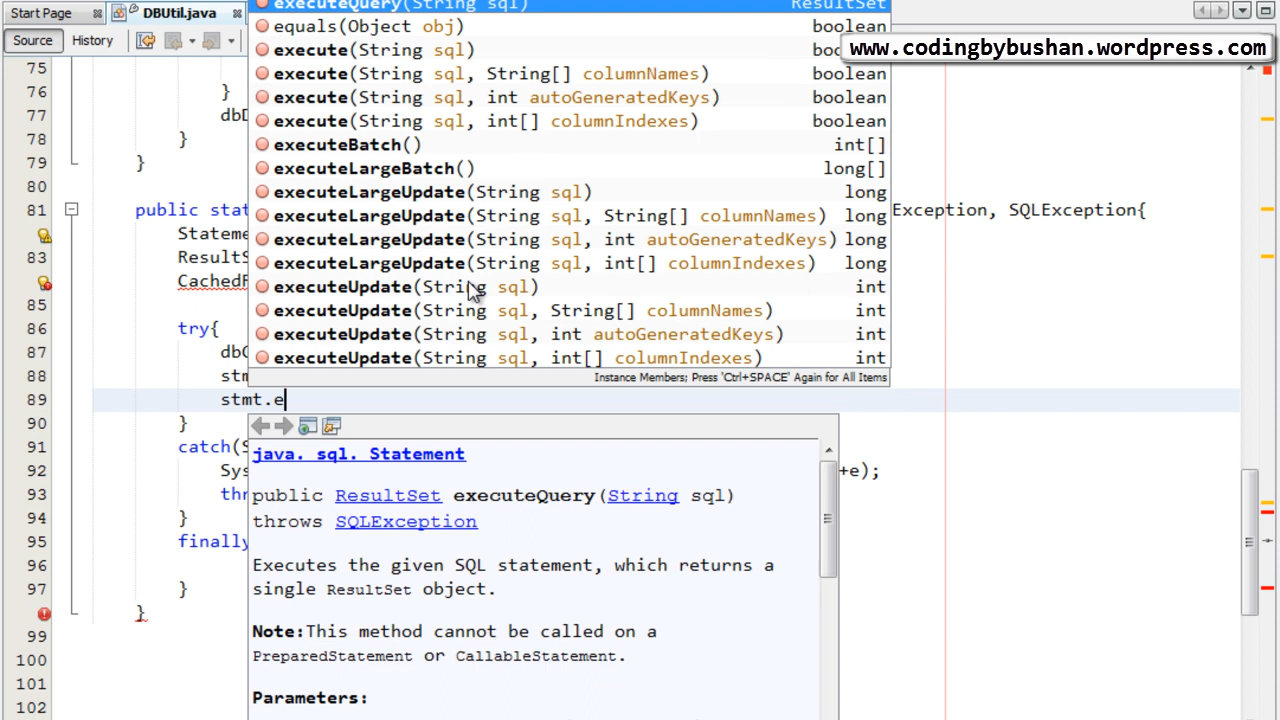 Start Page
DBUtil.java
Source
History
www.codingbybushan.wordpress.com
executeQuery(String sql) ResultSet
equals(Object obj) boolean
execute(String sql)
execute(String sql, String[] columnNames) boolean
execute(String sql, int autoGeneratedKeys) boolean
execute(String sql, int[] columnIndexes) boolean
executeBatch() int[]
executeLargeBatch() long[]
executeLargeUpdate(String sql) long
executeLargeUpdate(String sql, String[] columnNames) long
executeLargeUpdate(String sql, int autoGeneratedKeys) long
executeLargeUpdate(String sql, int[] columnIndexes) long
executeUpdate(String sql) int
executeUpdate(String sql, String[] columnNames) int
executeUpdate(String sql, int autoGeneratedKeys) int
executeUpdate(String sql, int[] columnIndexes) int
Instance Members; Press 'Ctrl+SPACE' Again for All Items
75
76 }
77 dbD
78 }
79 }
80
81 public stat Exception, SQLException{
Stateme
83 ResultS
CachedR
85
86 try{
87 dbC
88 stm
89 stmt.e
90 }
91 catch(S
92 Sys +e);
93 thr
94 }
95 finally
96
97 }
}
99
100
101
102
java. sql. Statement
public ResultSet executeQuery(String sql)
throws SQLException
Executes the given SQL statement, which returns a
single ResultSet object.
Note:This method cannot be called on a
PreparedStatement or CallableStatement.
Parameters: